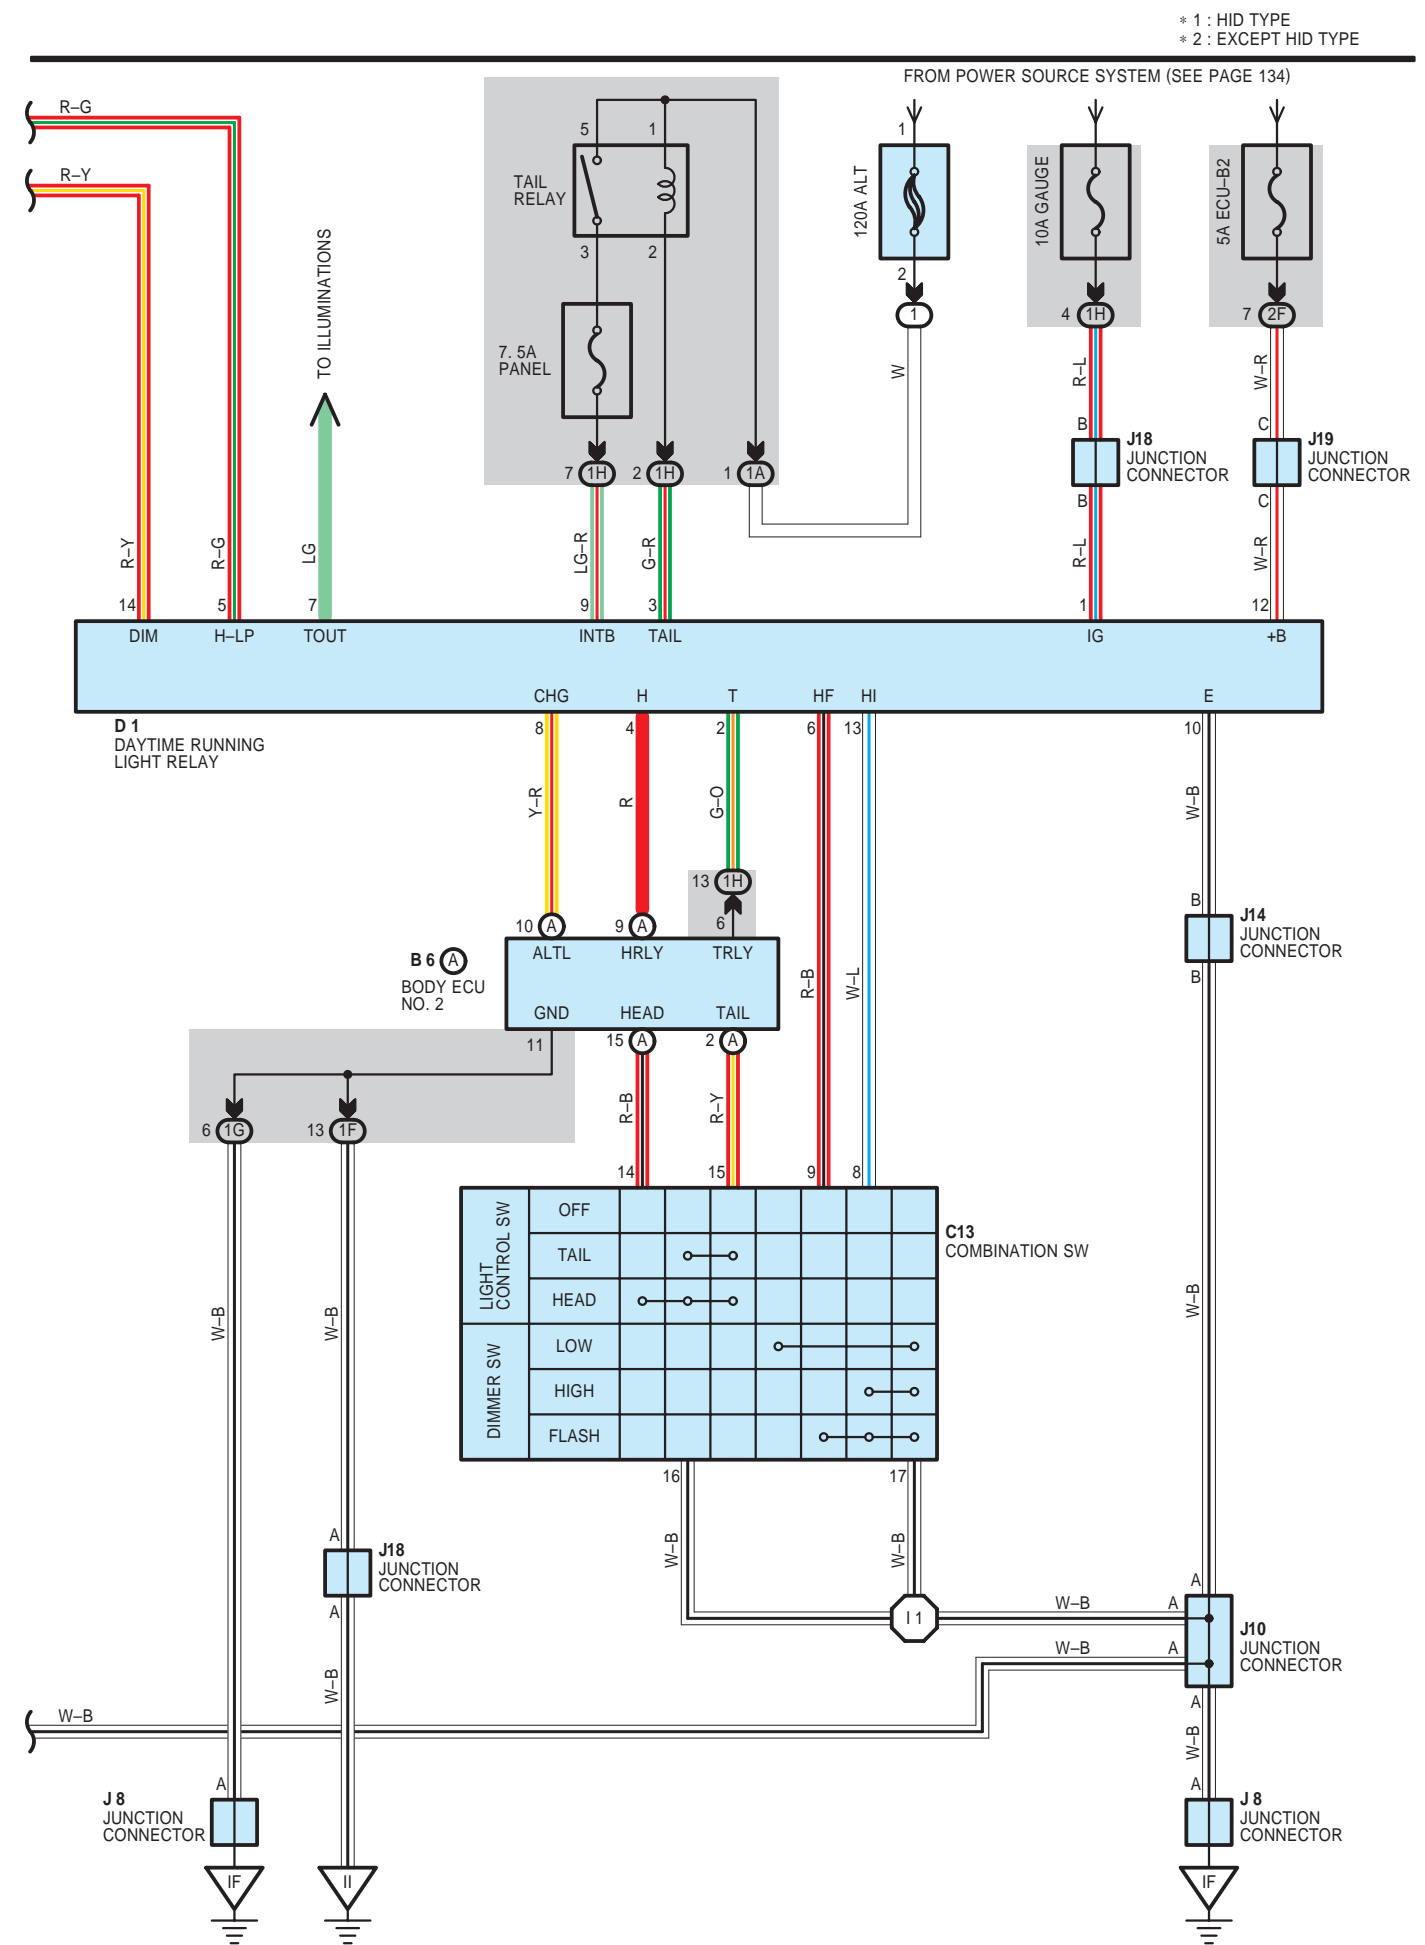 ∗ 1 : HID TYPE
∗ 2 : EXCEPT HID TYPE
FROM POWER SOURCE SYSTEM (SEE PAGE 134)
R–G
R–Y
TO ILLUMINATIONS
5
1
TAIL
RELAY
3
2
7. 5A
PANEL
7
1H
2
1H
1
1A
1
120A ALT
2
1
W
10A GAUGE
4
1H
R–L
B
J18
JUNCTION
CONNECTOR
B
R–L
5A ECU–B2
7
2F
W–R
C
J19
JUNCTION
CONNECTOR
C
W–R
R–Y
R–G
LG
LG–R
G–R
14
5
7
9
3
1
12
DIM
H–LP
TOUT
INTB
TAIL
IG
+B
CHG
H
T
HF
HI
E
D 1
DAYTIME RUNNING
LIGHT RELAY
8
4
2
6
13
10
Y–R
R
G–O
R–B
W–L
W–B
13
1H
6
10
A
9
A
B 6
A
BODY ECU
NO. 2
ALTL
HRLY
TRLY
GND
HEAD
TAIL
11
15
A
2
A
B
J14
JUNCTION
CONNECTOR
B
6
1G
13
1F
R–B
R–Y
14
15
9
8
LIGHT
CONTROL SW
OFF
TAIL
HEAD
DIMMER SW
LOW
HIGH
FLASH
C13
COMBINATION SW
W–B
W–B
W–B
16
17
W–B
W–B
A
J18
JUNCTION
CONNECTOR
A
W–B
I 1
W–B
A
A
W–B
A
J10
JUNCTION
CONNECTOR
A
W–B
W–B
A
J 8
JUNCTION
CONNECTOR
A
J 8
JUNCTION
CONNECTOR
IF
II
IF